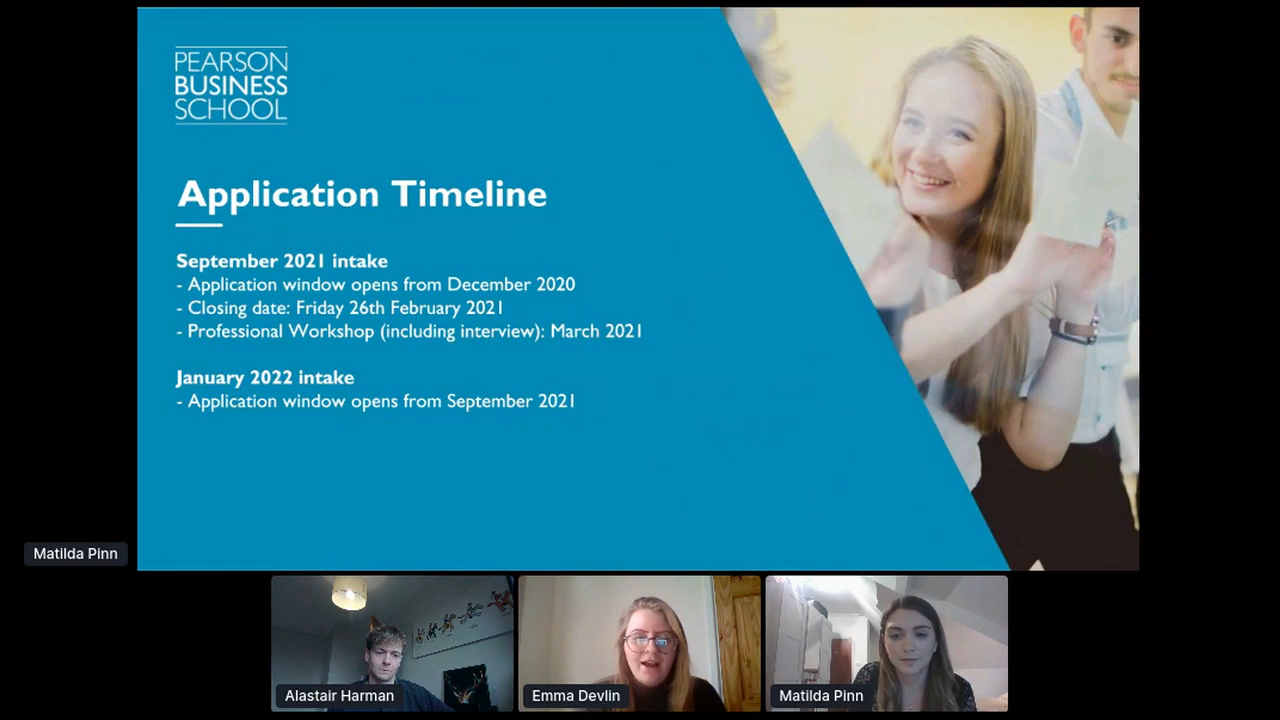 PEARSON
BUSINESS
SCHOOL
Application Timeline
September 2021 intake
- Application window opens from December 2020
- Closing date: Friday 26th February 2021
- Professional Workshop (including interview): March 2021
January 2022 intake
- Application window opens from September 2021
Matilda Pinn
Alastair Harman
Emma Devlin
Matilda Pinn